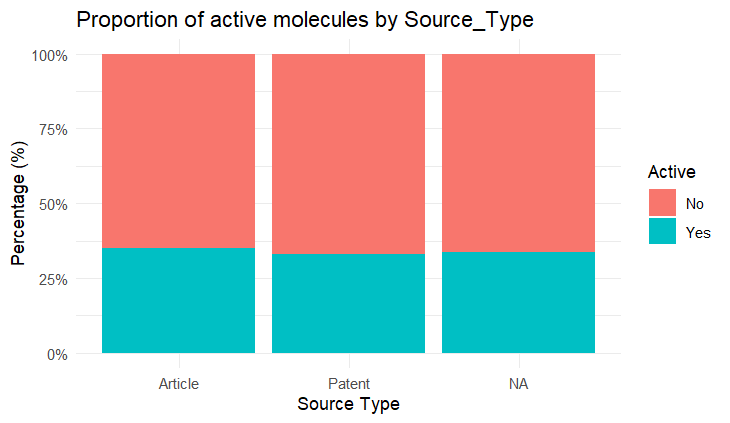 Proportion of active molecules by Source_Type
100%
75%
50%
25%
0%
Percentage (%)
Article Patent NA
Source Type
Active
No
Yes